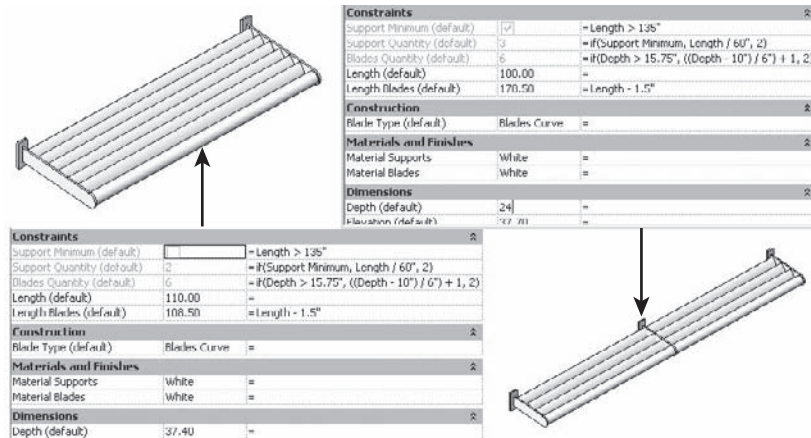 Constraints
Support Minimum (default) =Length > 135"
Support Quantity (default) 3 =if(Support Minimum, Length / 60", 2)
Blades Quantity (default) 6 =if(Depth > 15.75", ((Depth - 10") / 6") + 1, 2)
Length (default) 100.00 =
Length Blades (default) 170.50 =Length - 1.5"
Construction
Blade Type (default) Blades Curve =
Materials and Finishes
Material Supports White =
Material Blades White =
Dimensions
Depth (default) 24 =
Elevation (default) 37.70 =
Constraints
Support Minimum (default) =Length > 135"
Support Quantity (default) 2 =if(Support Minimum, Length / 60", 2)
Blades Quantity (default) 6 =if(Depth > 15.75", ((Depth - 10") / 6") + 1, 2)
Length (default) 110.00 =
Length Blades (default) 108.50 =Length - 1.5"
Construction
Blade Type (default) Blades Curve =
Materials and Finishes
Material Supports White =
Material Blades White =
Dimensions
Depth (default) 37.40 =